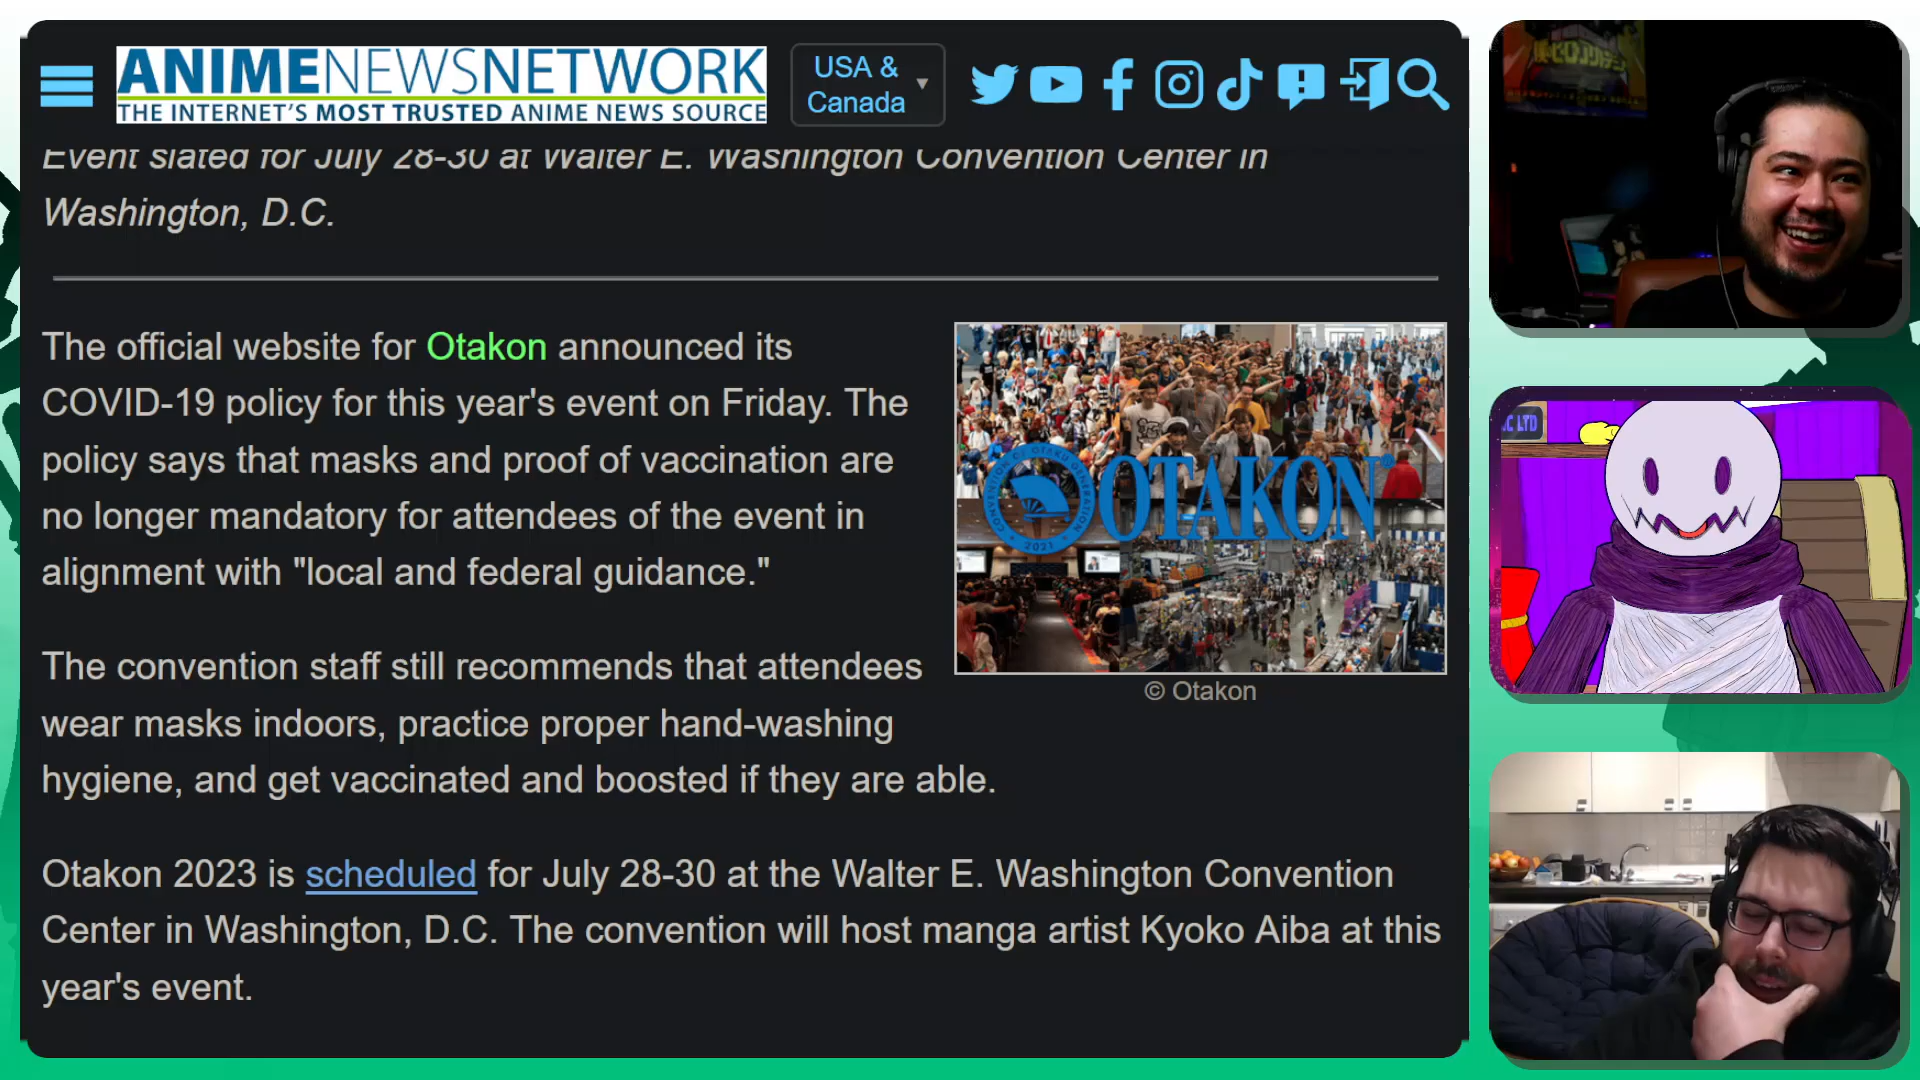 ANIMENEWSNETWORK
THE INTERNET'S MOST TRUSTED ANIME NEWS SOURCE
USA &
Canada
Event slated for July 28-30 at Walter E. Washington Convention Center in
Washington, D.C.
The official website for Otakon announced its
COVID-19 policy for this year's event on Friday. The
policy says that masks and proof of vaccination are
no longer mandatory for attendees of the event in
alignment with "local and federal guidance."
OTAKON®
CONVENTION OF OTAKU GENERATION
2021
© Otakon
The convention staff still recommends that attendees
wear masks indoors, practice proper hand-washing
hygiene, and get vaccinated and boosted if they are able.
Otakon 2023 is scheduled for July 28-30 at the Walter E. Washington Convention
Center in Washington, D.C. The convention will host manga artist Kyoko Aiba at this
year's event.
C LTD